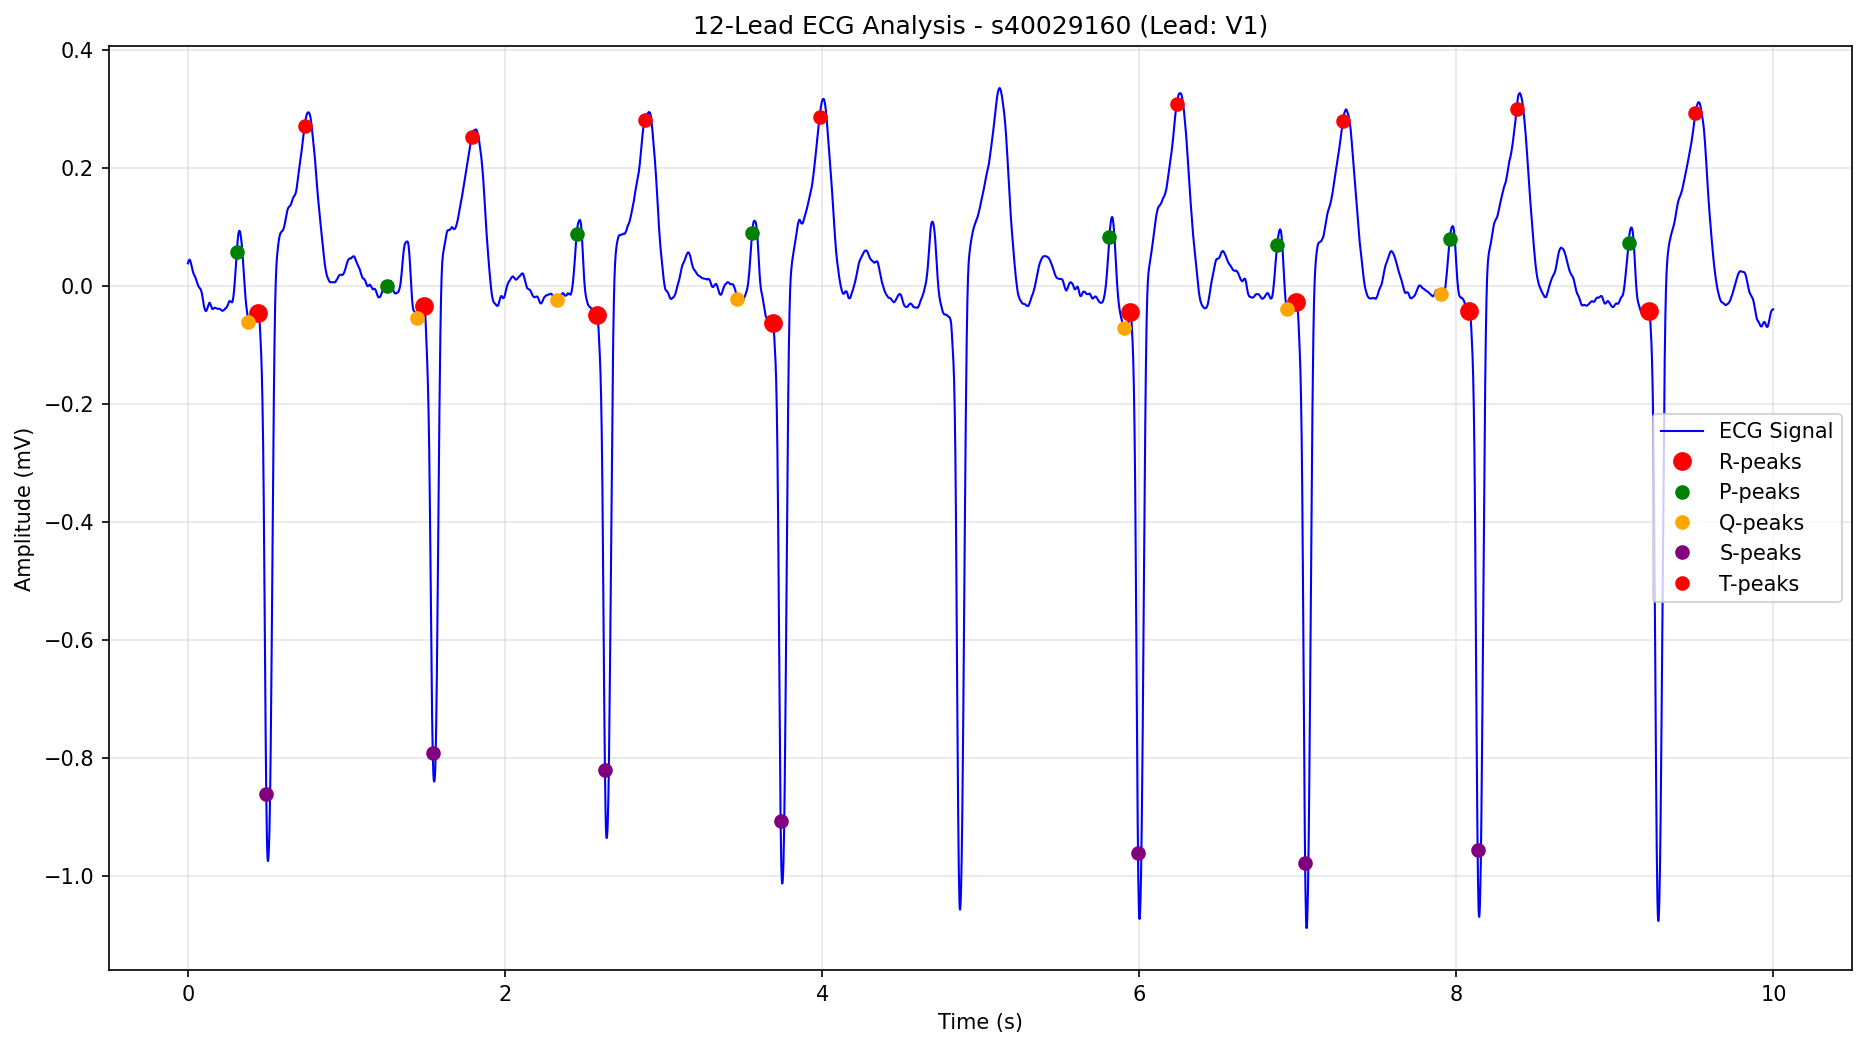 12-Lead ECG Analysis - s40029160 (Lead: V1)
Amplitude (mV)
0.4
0.2
0.0
−0.2
−0.4
−0.6
−0.8
−1.0
ECG Signal
R-peaks
P-peaks
Q-peaks
S-peaks
T-peaks
0 2 4 6 8 10
Time (s)